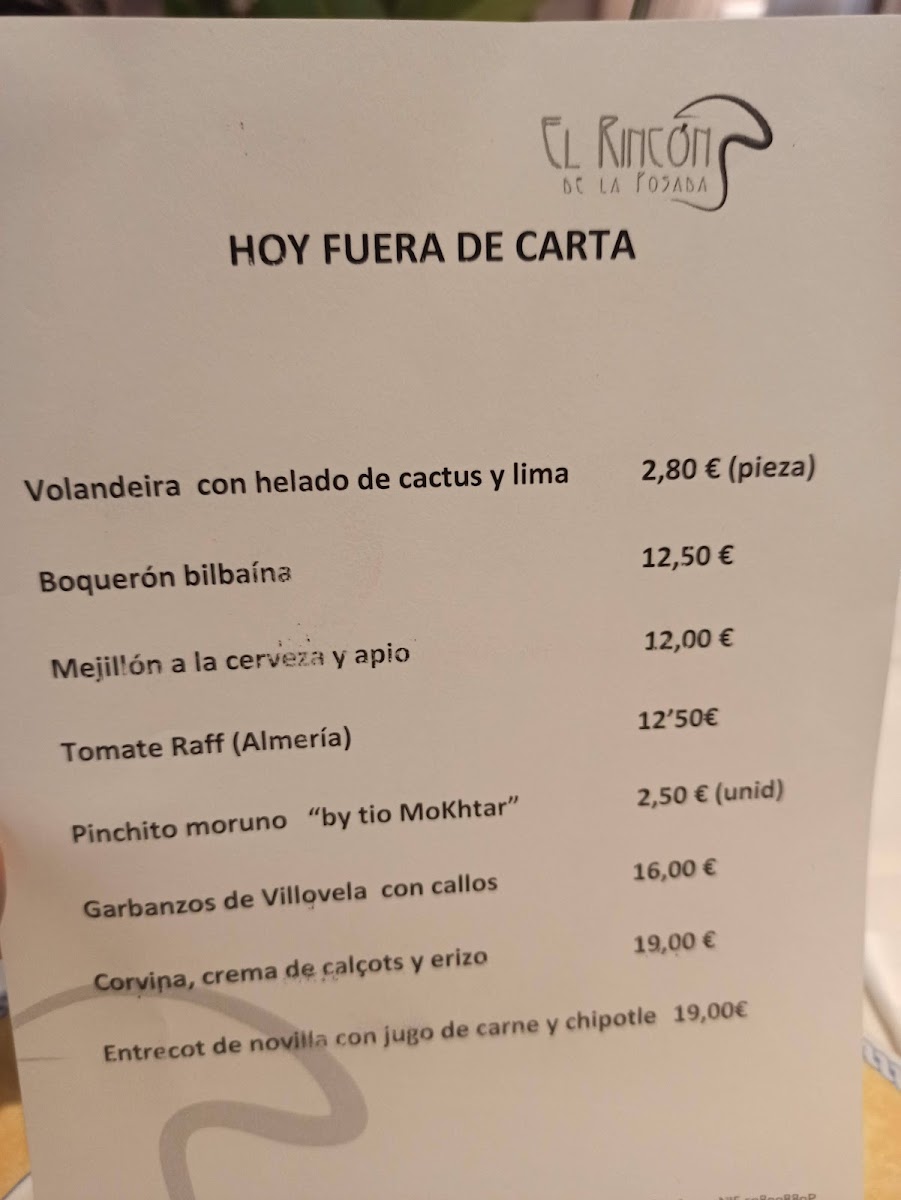 EL RINCÓN
DE LA POSADA
HOY FUERA DE CARTA
Volandeira con helado de cactus y lima 2,80 € (pieza)
Boquerón bilbaína 12,50 €
Mejillón a la cerveza y apio 12,00 €
Tomate Raff (Almería) 12’50€
Pinchito moruno “by tio MoKhtar” 2,50 € (unid)
Garbanzos de Villovela con callos 16,00 €
Corvina, crema de calçots y erizo 19,00 €
Entrecot de novilla con jugo de carne y chipotle 19,00€